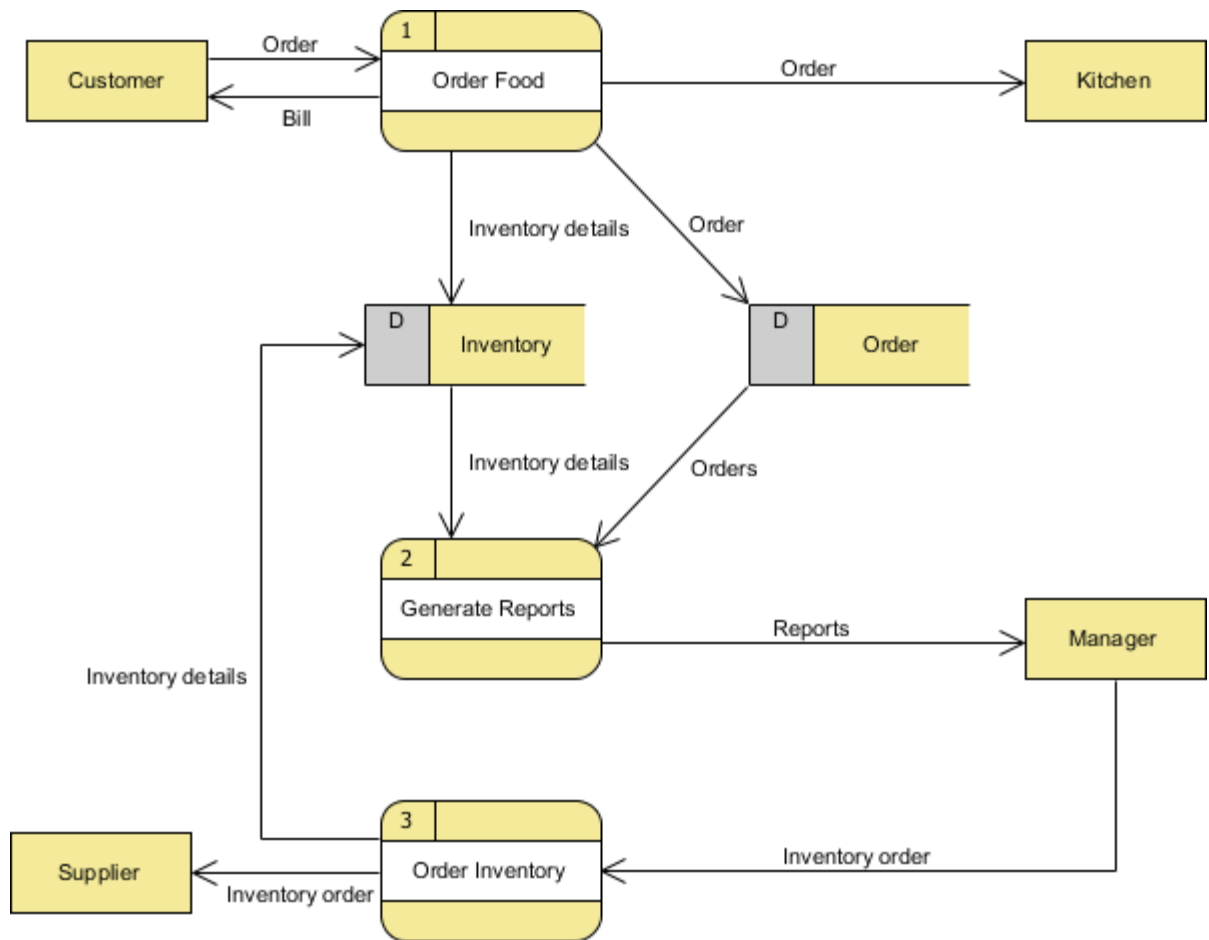 1
Order
Customer
Order Food
Order
Kitchen
Bill
Inventory details
Order
D
Inventory
D
Order
Inventory details
Orders
2
Generate Reports
Reports
Manager
Inventory details
3
Inventory order
Supplier
Order Inventory
Inventory order